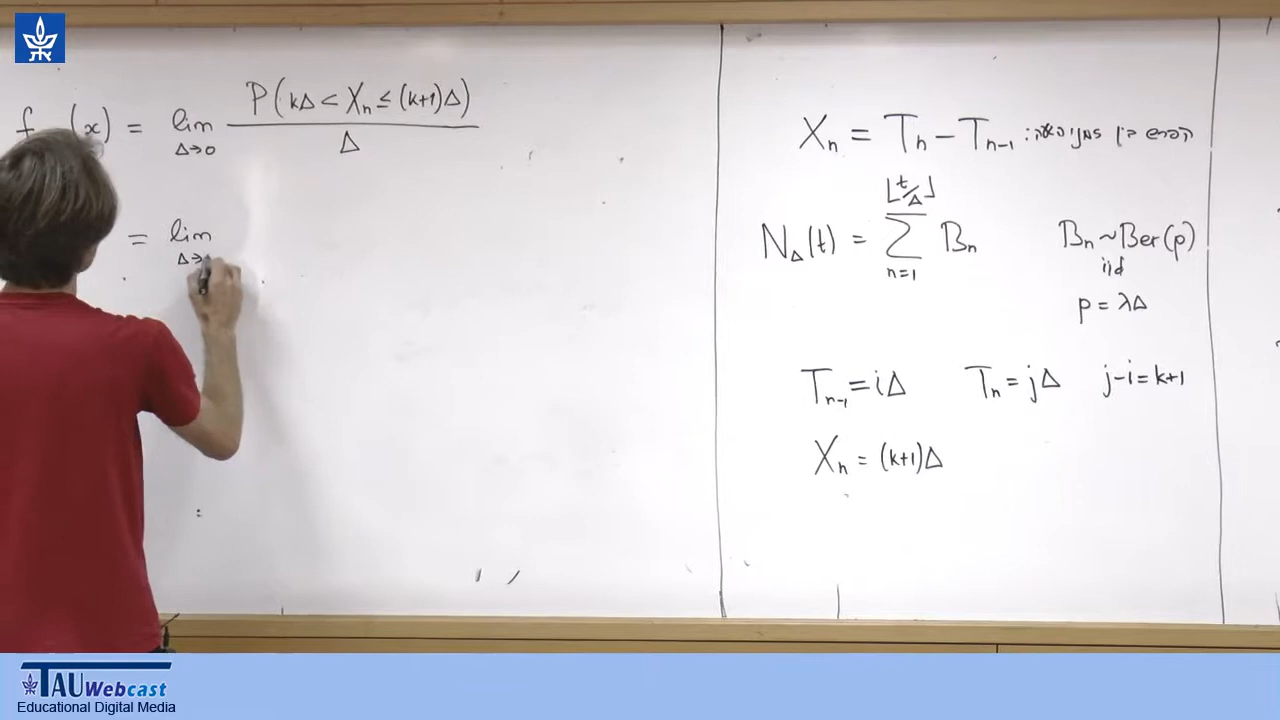 f (x) = lim Δ→0 P(kΔ < Xₙ ≤ (k+1)Δ) / Δ
= lim Δ→
Xₙ = Tₙ − Tₙ₋₁ : הפרש בין זמני
N_Δ(t) = ∑_{n=1}^{⌊t/Δ⌋} Bₙ Bₙ ~ Ber(p)
iid
p = λΔ
Tₙ₋₁ = iΔ Tₙ = jΔ j−i = k+1
Xₙ = (k+1)Δ
TAU Webcast
Educational Digital Media